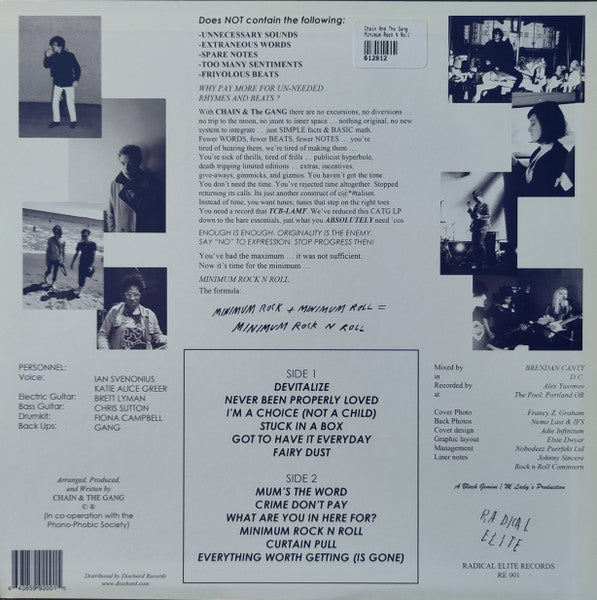 Does NOT contain the following:
-UNNECESSARY SOUNDS
-EXTRANEOUS WORDS
-SPARE NOTES
-TOO MANY SENTIMENTS
-FRIVOLOUS BEATS
Chain And The Gang
Minimum Rock N Roll
612812
WHY PAY MORE FOR UN-NEEDED
RHYMES AND BEATS ?
With CHAIN & The GANG there are no excursions, no diversions ...
no trip to the moon, no jaunt to inner space ... nothing original, no new
system to integrate ... just SIMPLE facts & BASIC math.
Fewer WORDS, fewer BEATS, fewer NOTES ... you're
tired of hearing them, we're tired of making them ...
You're sick of thrills, tired of frills ... publicist hyperbole,
death tripping limited editions ... extras, incentives,
give-aways, gimmicks, and gizmos. You haven't got the time.
You don't need the time. You've rejected time altogether. Stopped
returning its calls. Its just another construct of c@*#talism.
Instead of time, you want tunes, tunes that step on the right toes.
You need a record that TCB-LAMF. We've reduced this CATG LP
down to the bare essentials, just what you ABSOLUTELY need 'cos
ENOUGH IS ENOUGH. ORIGINALITY IS THE ENEMY.
SAY "NO" TO EXPRESSION. STOP PROGRESS THEN!
You've had the maximum ... it was not sufficient.
Now it's time for the minimum ...
MINIMUM ROCK N ROLL
The formula:
MINIMUM ROCK + MINIMUM ROLL =
MINIMUM ROCK N ROLL
PERSONNEL:
Voice: IAN SVENONIUS
KATIE ALICE GREER
Electric Guitar: BRETT LYMAN
Bass Guitar: CHRIS SUTTON
Drumkit: FIONA CAMPBELL
Back Ups: GANG
Arranged, Produced,
and Written by
CHAIN & THE GANG
© ®
(In co-operation with the
Phono-Phobic Society)
Distributed by Dischord Records
www.dischord.com
SIDE 1
DEVITALIZE
NEVER BEEN PROPERLY LOVED
I'M A CHOICE (NOT A CHILD)
STUCK IN A BOX
GOT TO HAVE IT EVERYDAY
FAIRY DUST
SIDE 2
MUM'S THE WORD
CRIME DON'T PAY
WHAT ARE YOU IN HERE FOR?
MINIMUM ROCK N ROLL
CURTAIN PULL
EVERYTHING WORTH GETTING (IS GONE)
Mixed by BRENDAN CANTY
in D.C.
Recorded by Alex Yusimov
at The Pool, Portland OR
Cover Photo Francy Z. Graham
Back Photos Nemo Lass & IFS
Cover design Adie Infinitum
Graphic layout Elsie Dwyer
Management Nobodeez Purrfekt Ltd
Liner notes Johnny Sincere
Rock n Roll Comintern
A Black Gemini / M'Lady's Production
RADICAL
ELITE
RADICAL ELITE RECORDS
RE 001